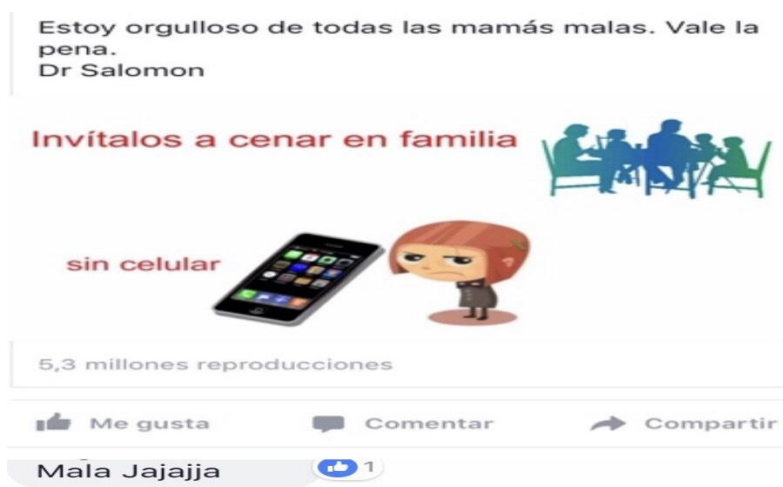 Estoy orgulloso de todas las mamás malas. Vale la
pena.
Dr Salomon
Invítalos a cenar en familia
sin celular
5,3 millones reproducciones
Me gusta Comentar Compartir
Mala Jajajja 1